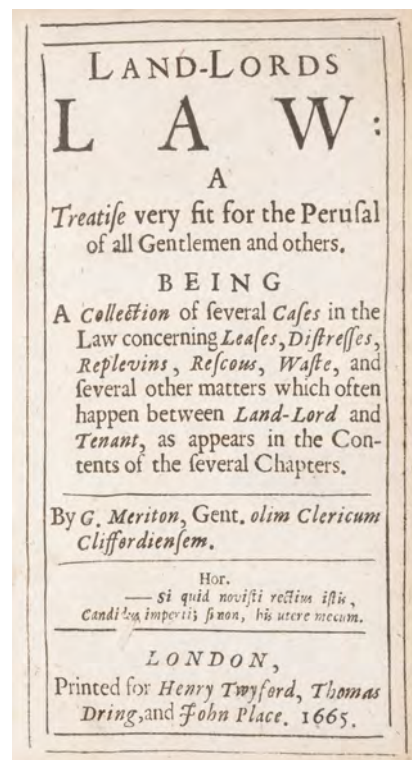 LAND-LORDS
LAW:
A
Treatiſe very fit for the Peruſal
of all Gentlemen and others.
BEING
A Collection of ſeveral Caſes in the
Law concerning Leaſes, Diſtreſſes,
Replevins, Reſcous, Waſte, and
ſeveral other matters which often
happen between Land-Lord and
Tenant, as appears in the Con-
tents of the ſeveral Chapters.
By G. Meriton, Gent. olim Clericum
Cliffordienſem.
Hor.
—— Si quid noviſti rectius iſtis,
Candidus imperti; ſi non, his utere mecum.
LONDON,
Printed for Henry Twyford, Thomas
Dring, and John Place. 1665.